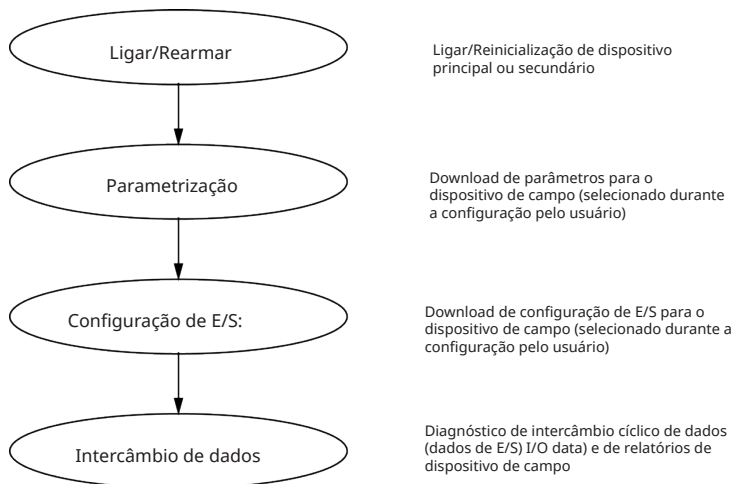 Ligar/Rearmar
Ligar/Reinicialização de dispositivo
principal ou secundário
Parametrização
Download de parâmetros para o
dispositivo de campo (selecionado durante
a configuração pelo usuário)
Configuração de E/S:
Download de configuração de E/S para o
dispositivo de campo (selecionado durante a
configuração pelo usuário)
Intercâmbio de dados
Diagnóstico de intercâmbio cíclico de dados
(dados de E/S) I/O data) e de relatórios de
dispositivo de campo